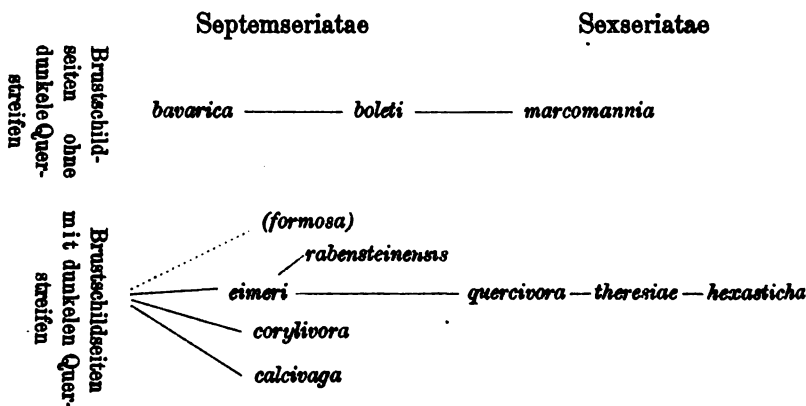 Septemseriatae Sexseriatae
Brustschild-
seiten ohne
dunkele Quer-
streifen
bavarica boleti marcomannia
Brustschildseiten
mit dunkelen Quer-
streifen
(formosa)
rabensteinensis
eimeri quercivora theresiae hexasticha
corylivora
calcivaga